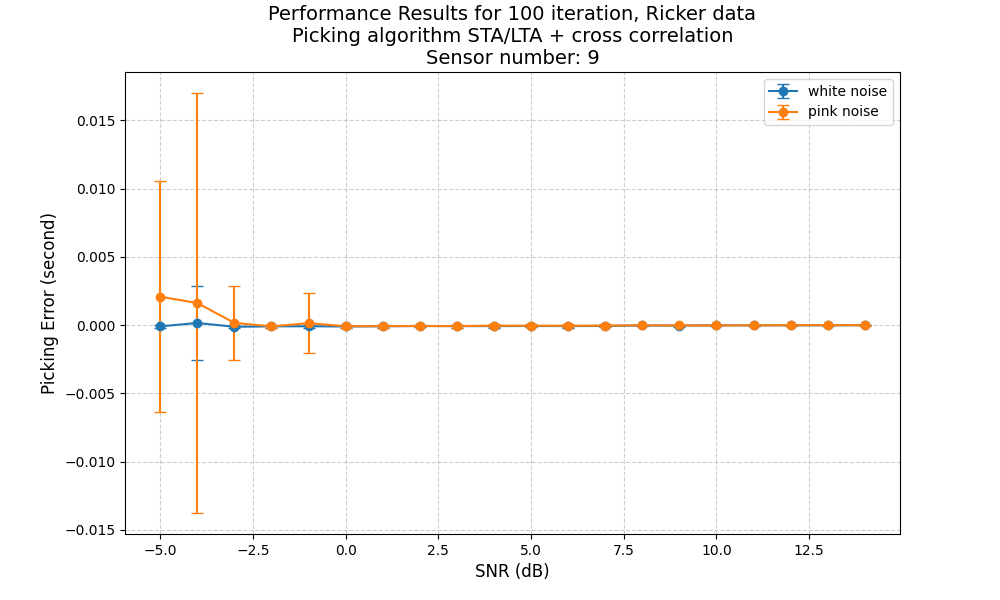 Performance Results for 100 iteration, Ricker data
Picking algorithm STA/LTA + cross correlation
Sensor number: 9
white noise
pink noise
Picking Error (second)
0.015
0.010
0.005
0.000
−0.005
−0.010
−0.015
−5.0
−2.5
0.0
2.5
5.0
7.5
10.0
12.5
SNR (dB)